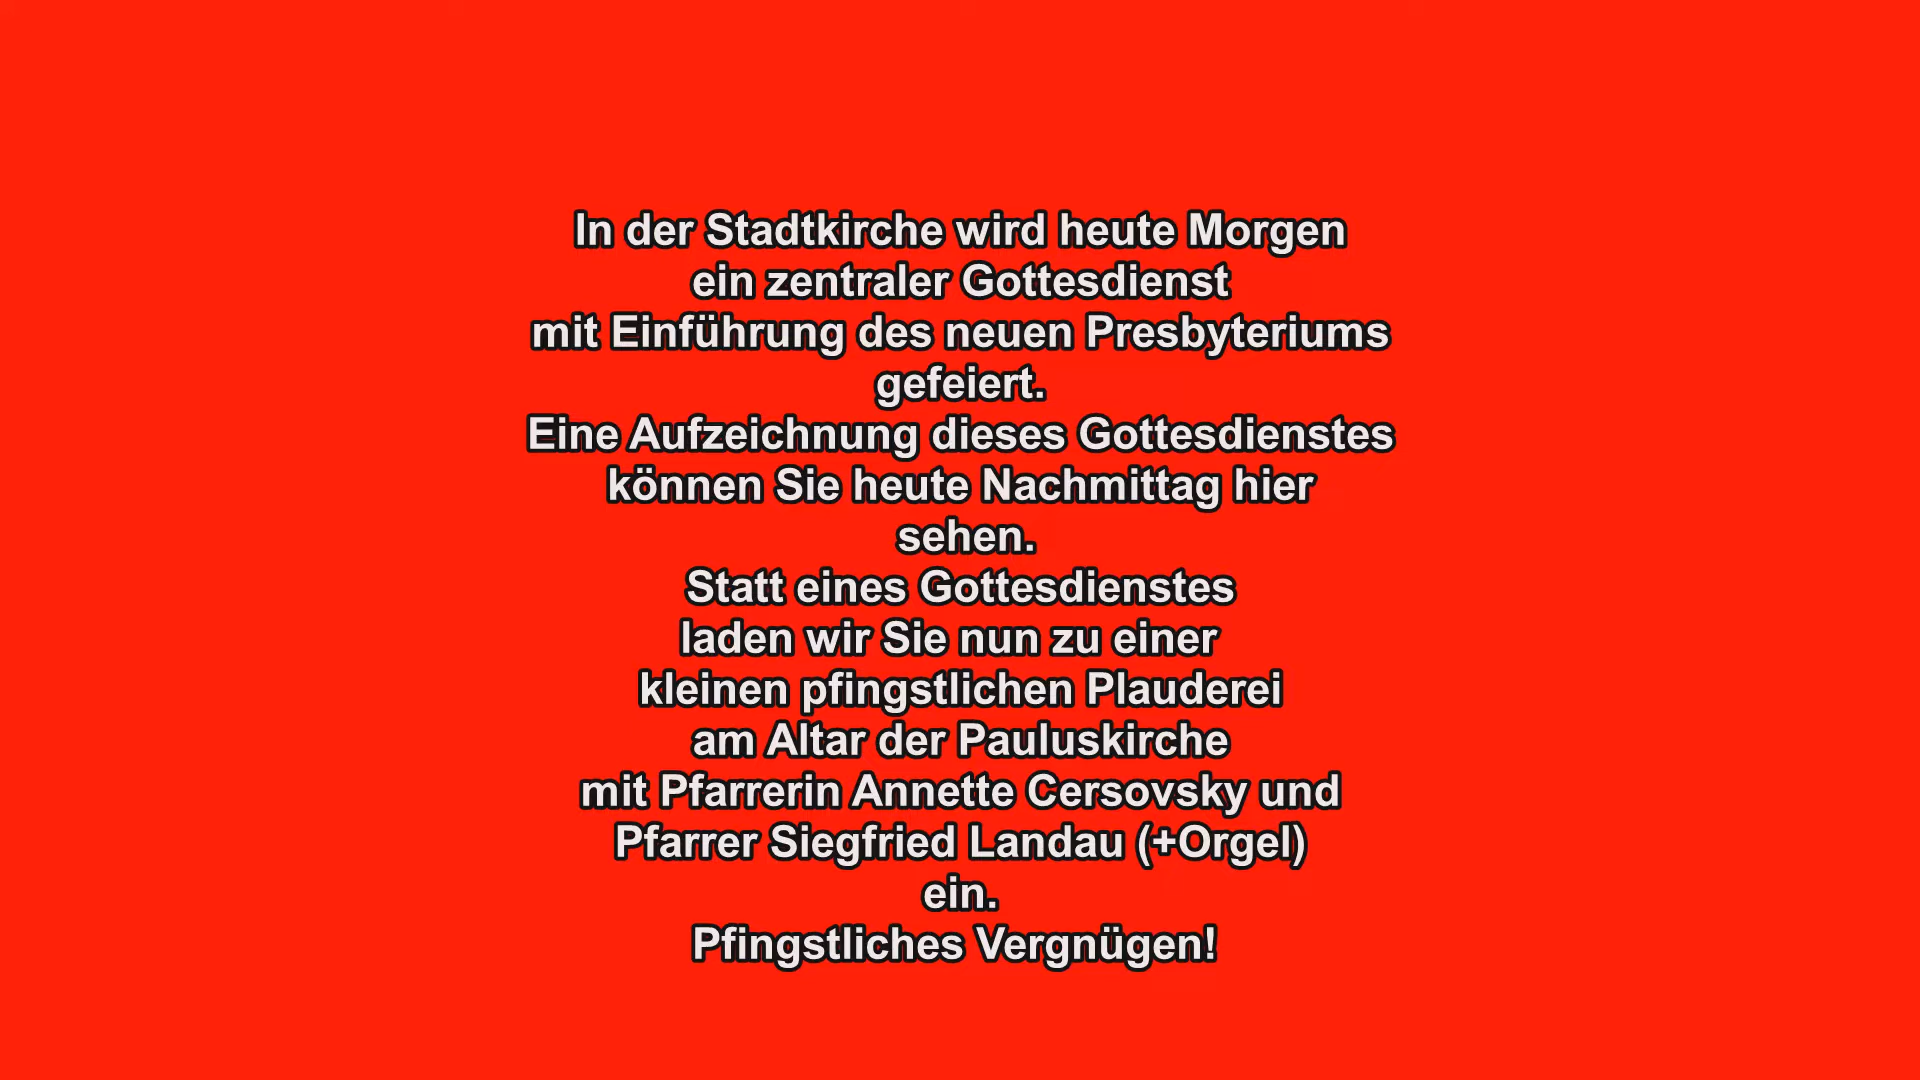 In der Stadtkirche wird heute Morgen
ein zentraler Gottesdienst
mit Einführung des neuen Presbyteriums
gefeiert.
Eine Aufzeichnung dieses Gottesdienstes
können Sie heute Nachmittag hier
sehen.
Statt eines Gottesdienstes
laden wir Sie nun zu einer
kleinen pfingstlichen Plauderei
am Altar der Pauluskirche
mit Pfarrerin Annette Cersovsky und
Pfarrer Siegfried Landau (+Orgel)
ein.
Pfingstliches Vergnügen!